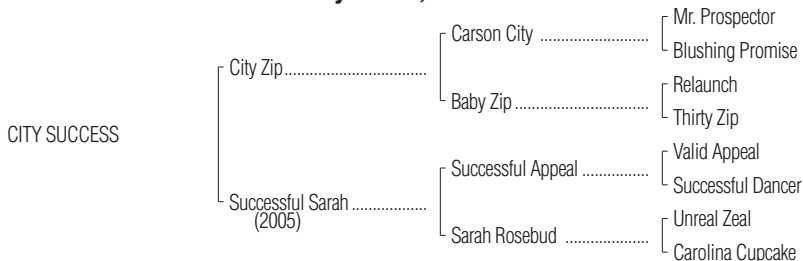 Mr. Prospector
Carson City ..............................
Blushing Promise
City Zip.......................................
Relaunch
Baby Zip.....................................
Thirty Zip
CITY SUCCESS
Valid Appeal
Successful Appeal ..................
Successful Dancer
Successful Sarah ....................
(2005)
Unreal Zeal
Sarah Rosebud .......................
Carolina Cupcake